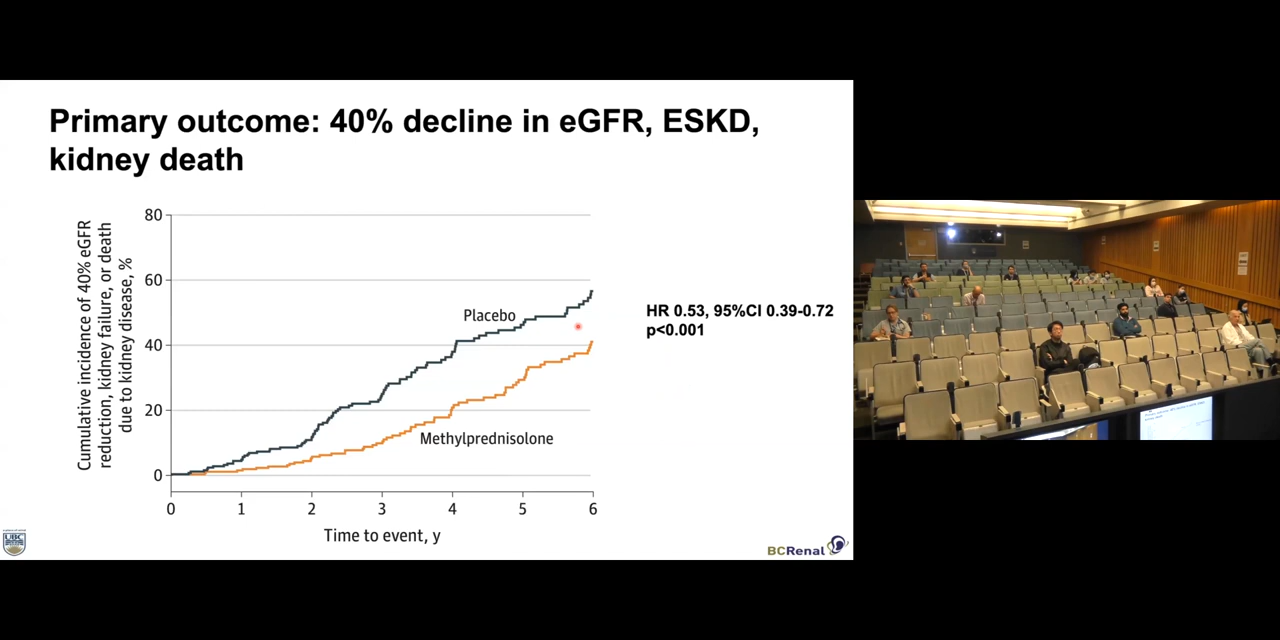 Primary outcome: 40% decline in eGFR, ESKD,
kidney death
Cumulative incidence of 40% eGFR
reduction, kidney failure, or death
due to kidney disease, %
80
60
40
20
0
Placebo
Methylprednisolone
0 1 2 3 4 5 6
Time to event, y
HR 0.53, 95%CI 0.39-0.72
p<0.001
UBC
BCRenal